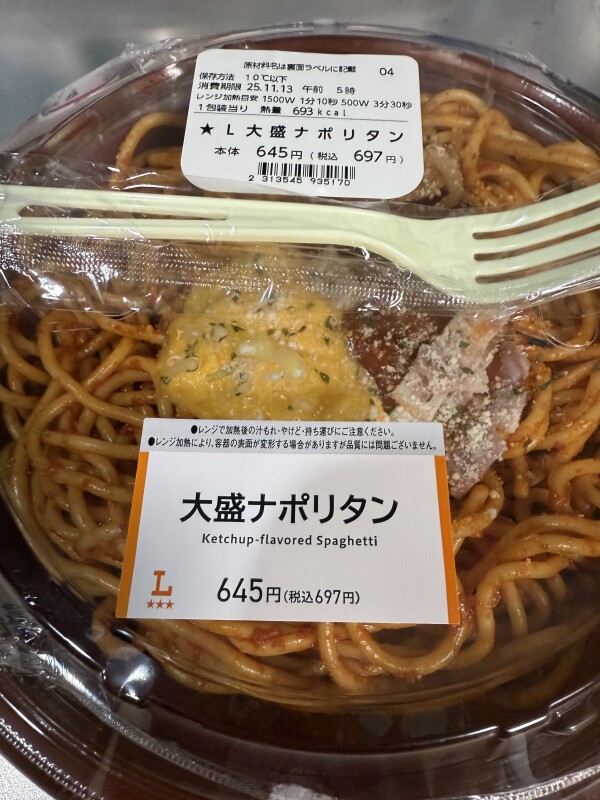 原材料名は裏面ラベルに記載 04
保存方法 10℃以下
消費期限 25.11.13 午前 5時
レンジ加熱目安 1500W 1分10秒 500W 3分30秒
1包装当り 熱量 693kcal
★L大盛ナポリタン
本体 645円(税込 697円)
2 313545 935170
●レンジで加熱後の汁もれ・やけど・持ち運びにご注意ください。
●レンジ加熱により、容器の表面が変形する場合がありますが品質には問題ございません。
大盛ナポリタン
Ketchup-flavored Spaghetti
L
★★★
645円(税込697円)